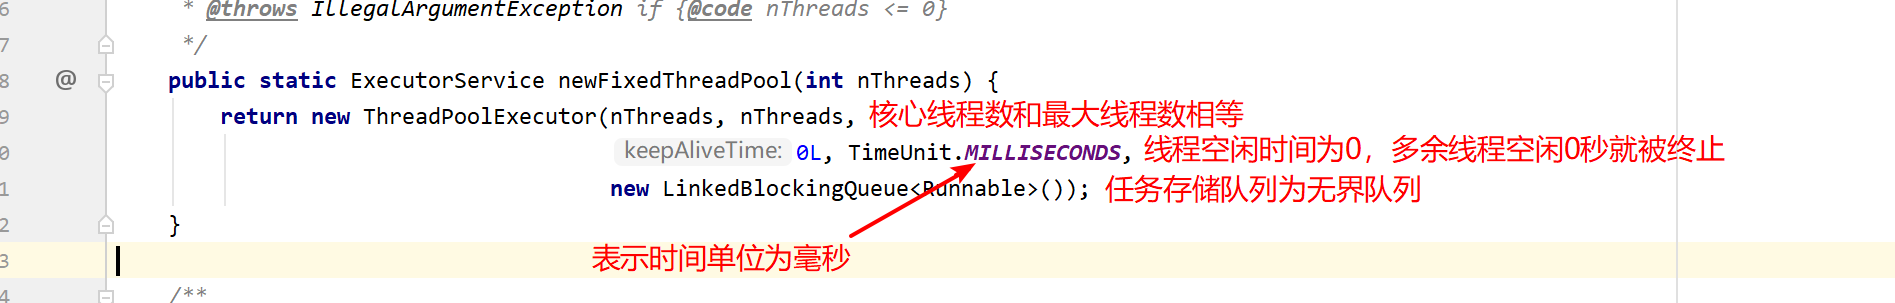 6 * @throws IllegalArgumentException if {@code nThreads <= 0}
7 */
8 @ public static ExecutorService newFixedThreadPool(int nThreads) {
9 return new ThreadPoolExecutor(nThreads, nThreads, 核心线程数和最大线程数相等
0 keepAliveTime: 0L, TimeUnit.MILLISECONDS, 线程空闲时间为0，多余线程空闲0秒就被终止
1 new LinkedBlockingQueue<Runnable>()); 任务存储队列为无界队列
2 }
3 表示时间单位为毫秒
4 /**